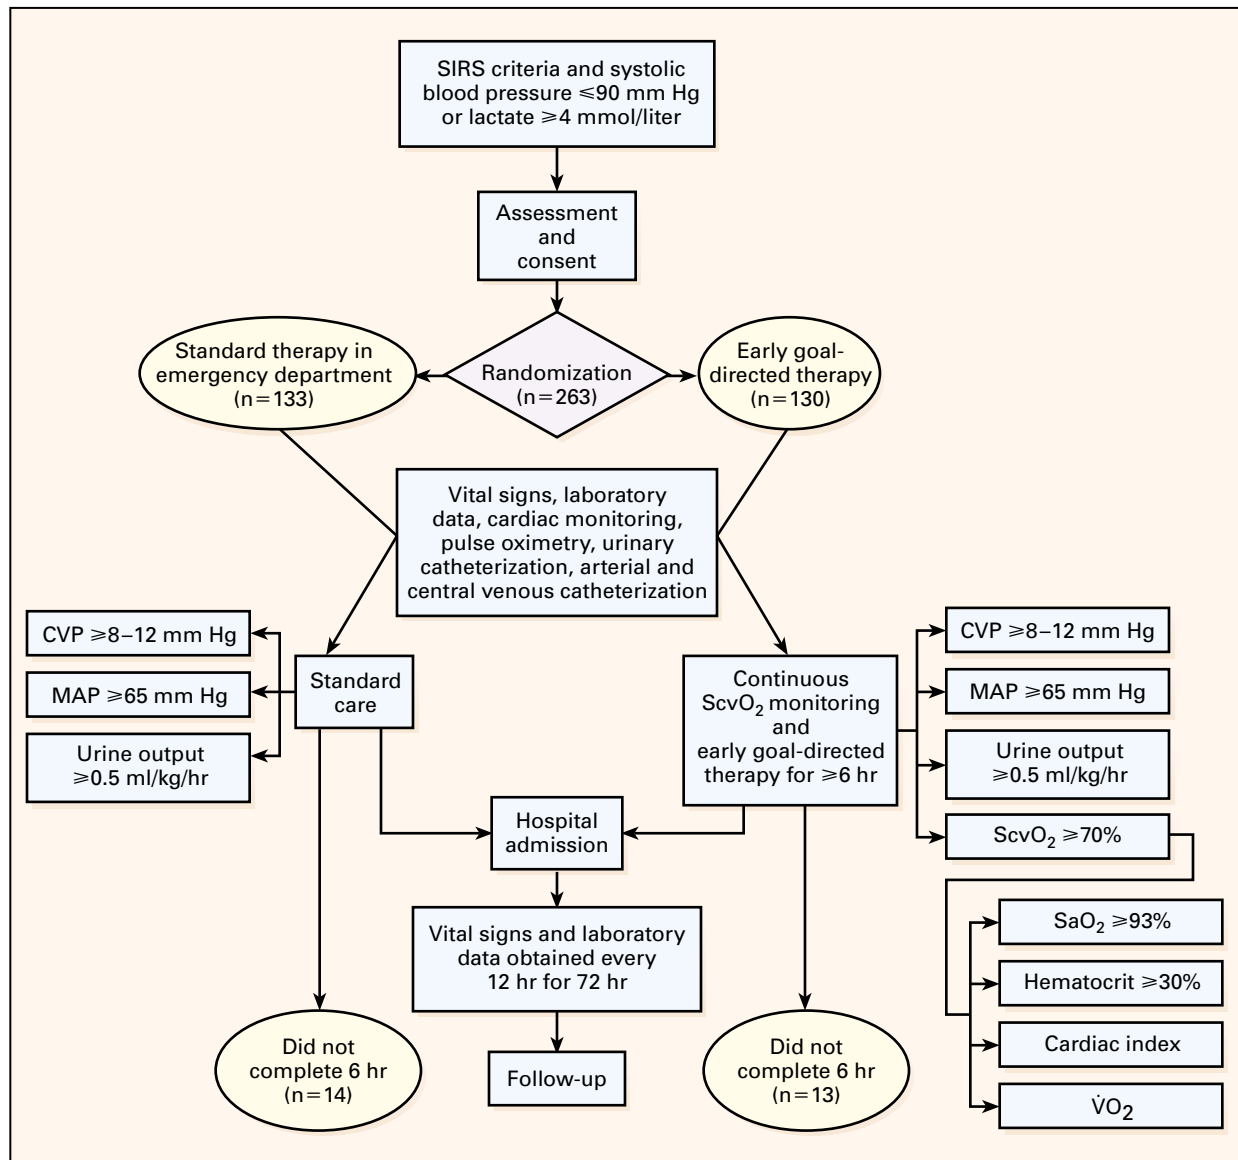 SIRS criteria and systolic
blood pressure ≤90 mm Hg
or lactate ≥4 mmol/liter
Assessment
and
consent
Standard therapy in
emergency department
(n=133)
Randomization
(n=263)
Early goal-
directed therapy
(n=130)
Vital signs, laboratory
data, cardiac monitoring,
pulse oximetry, urinary
catheterization, arterial and
central venous catheterization
CVP ≥8–12 mm Hg
MAP ≥65 mm Hg
Urine output
≥0.5 ml/kg/hr
Standard
care
Continuous
ScvO₂ monitoring
and
early goal-directed
therapy for ≥6 hr
CVP ≥8–12 mm Hg
MAP ≥65 mm Hg
Urine output
≥0.5 ml/kg/hr
ScvO₂ ≥70%
Hospital
admission
Vital signs and laboratory
data obtained every
12 hr for 72 hr
SaO₂ ≥93%
Hematocrit ≥30%
Cardiac index
V̇O₂
Did not
complete 6 hr
(n=14)
Follow-up
Did not
complete 6 hr
(n=13)